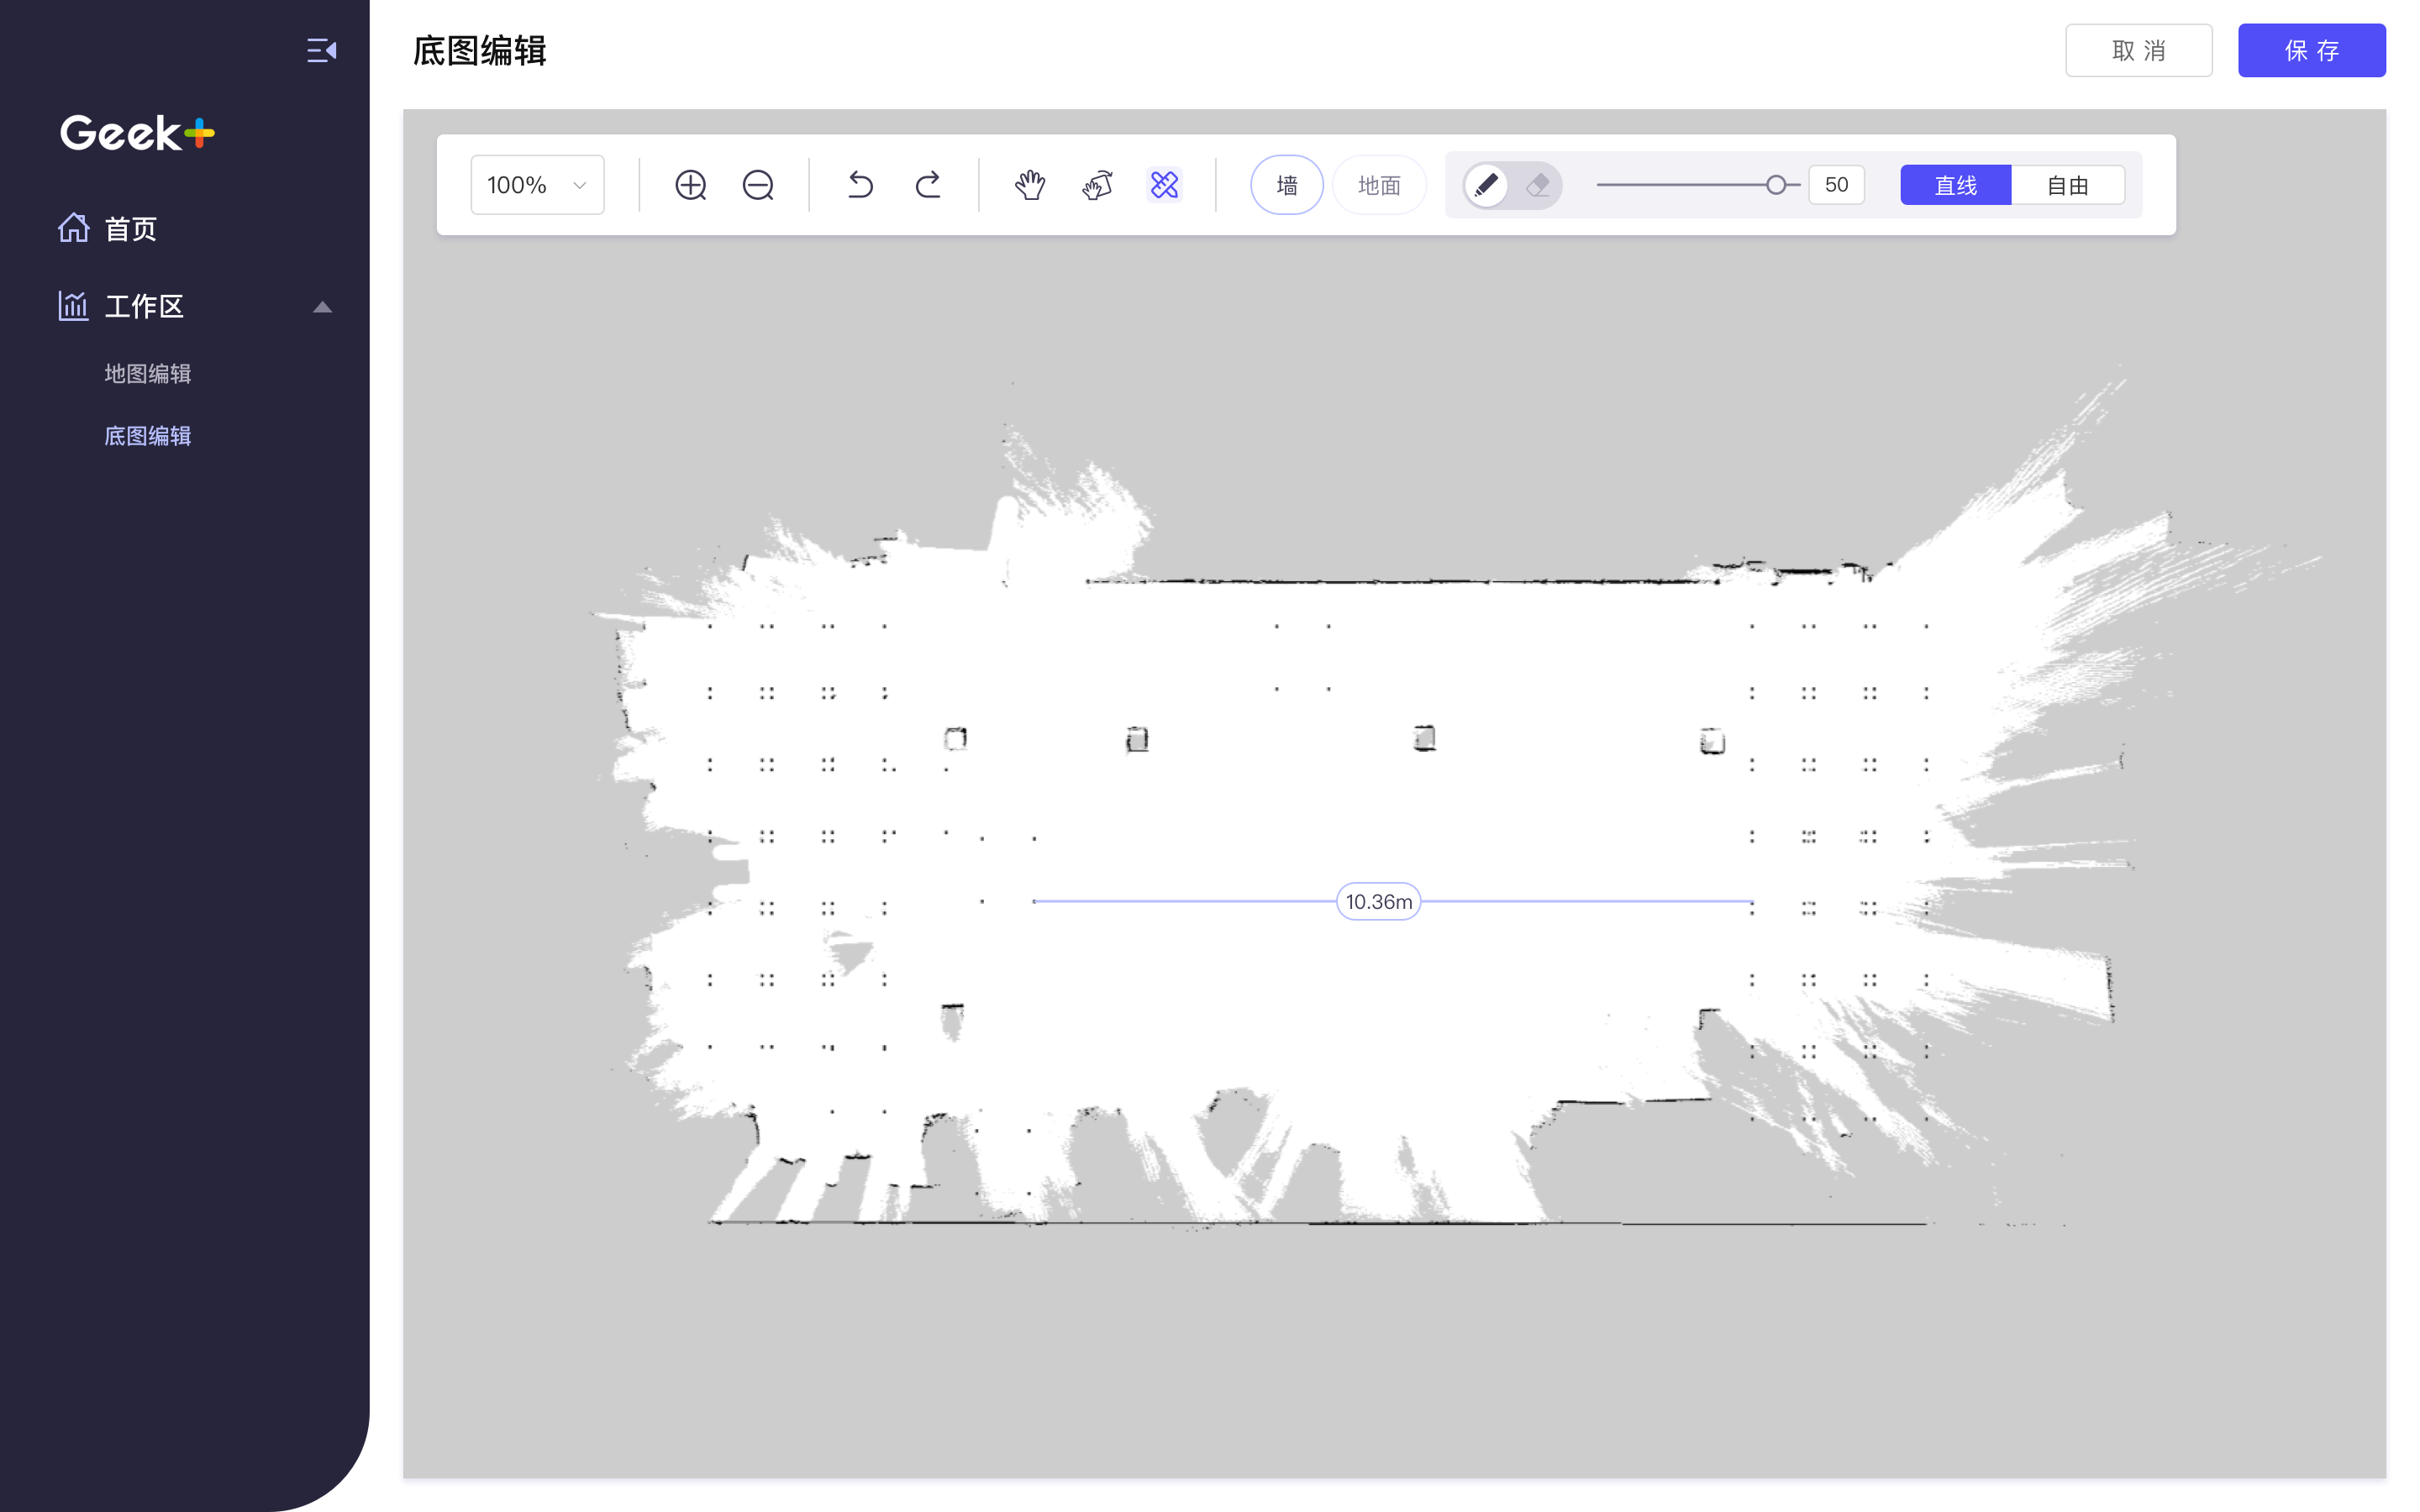 底图编辑
取 消
保 存
Geek+
首页
工作区
地图编辑
底图编辑
100%
墙
地面
50
直线
自由
10.36m